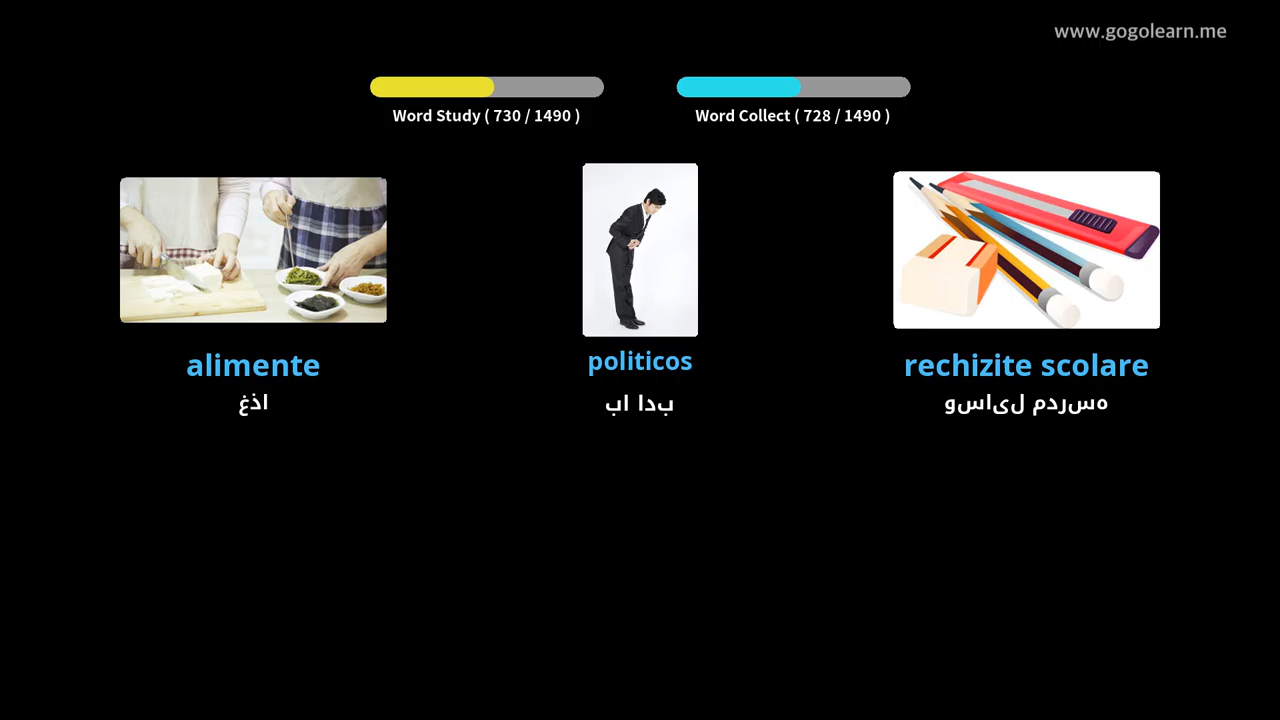 www.gogolearn.me
Word Study ( 730 / 1490 )
Word Collect ( 728 / 1490 )
alimente
اذغ
politicos
بدا اب
rechizite scolare
هسردم لیاسو